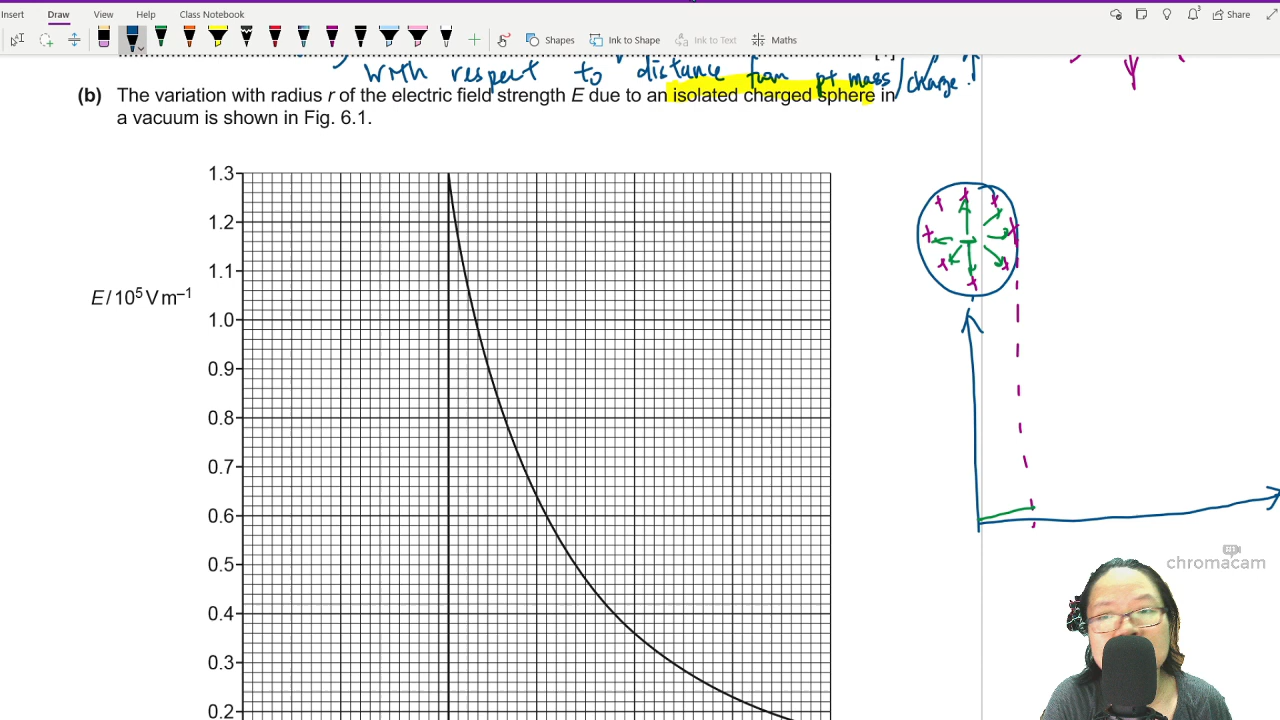 Insert Draw View Help Class Notebook
3 Share
Shapes Ink to Shape Ink to Text Maths
with respect to distance from pt mass/charge.
(b) The variation with radius r of the electric field strength E due to an isolated charged sphere in
a vacuum is shown in Fig. 6.1.
1.3
1.2
1.1
E/10⁵Vm⁻¹
1.0
0.9
0.8
0.7
0.6
0.5
0.4
0.3
0.2
chromacam